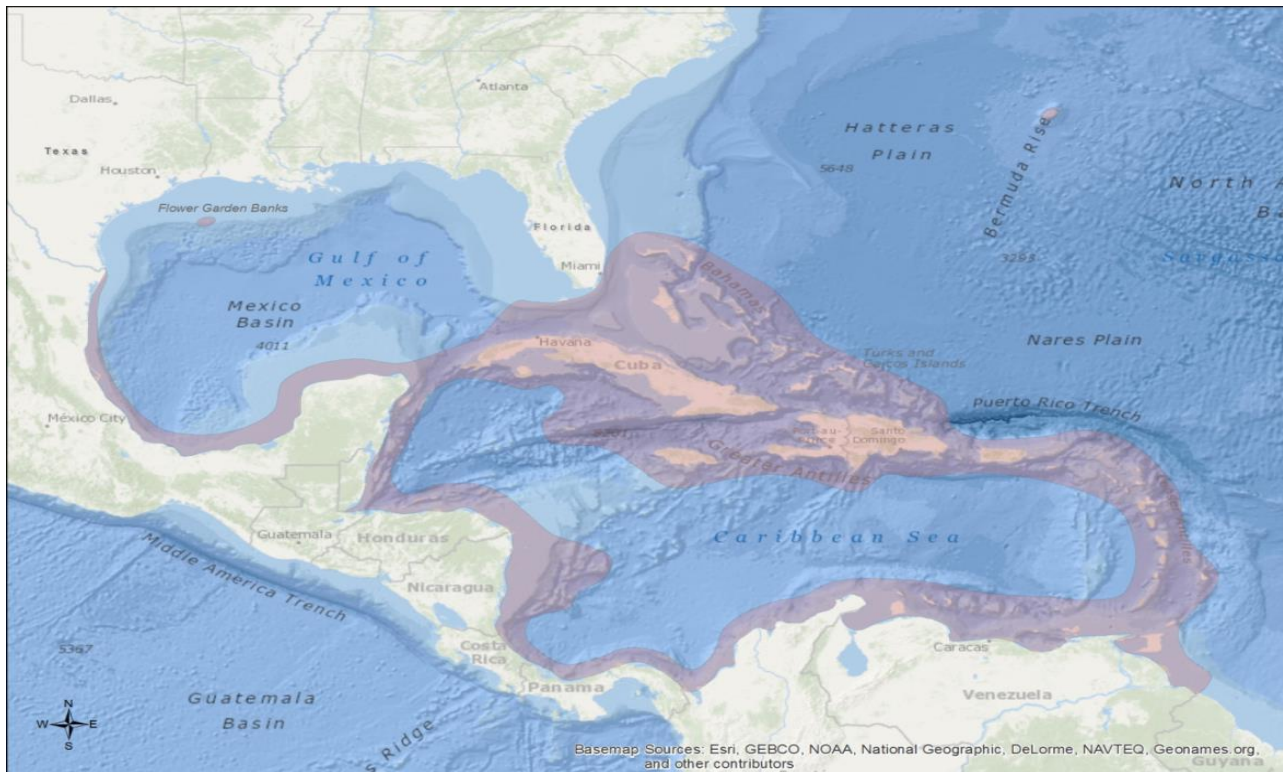 Atlanta
Dallas
Texas
Houston
Hatteras
Plain
5648
Bermuda Rise
North
3293
Flower Garden Banks
Florida
Gulf of
Mexico
Miami
Mexico
Basin
4011
Bahamas
Nares Plain
Havana
Cuba
Turks and
Caicos Islands
Puerto Rico Trench
México City
Port-au-
Prince
Santo
Domingo
Greater Antilles
Guatemala
Honduras
Caribbean Sea
Middle America Trench
Nicaragua
5367
Costa
Rica
Caracas
Panama
Venezuela
Guatemala
Basin
s Ridge
Guyana
N
W E
S
Basemap Sources: Esri, GEBCO, NOAA, National Geographic, DeLorme, NAVTEQ, Geonames.org,
and other contributors